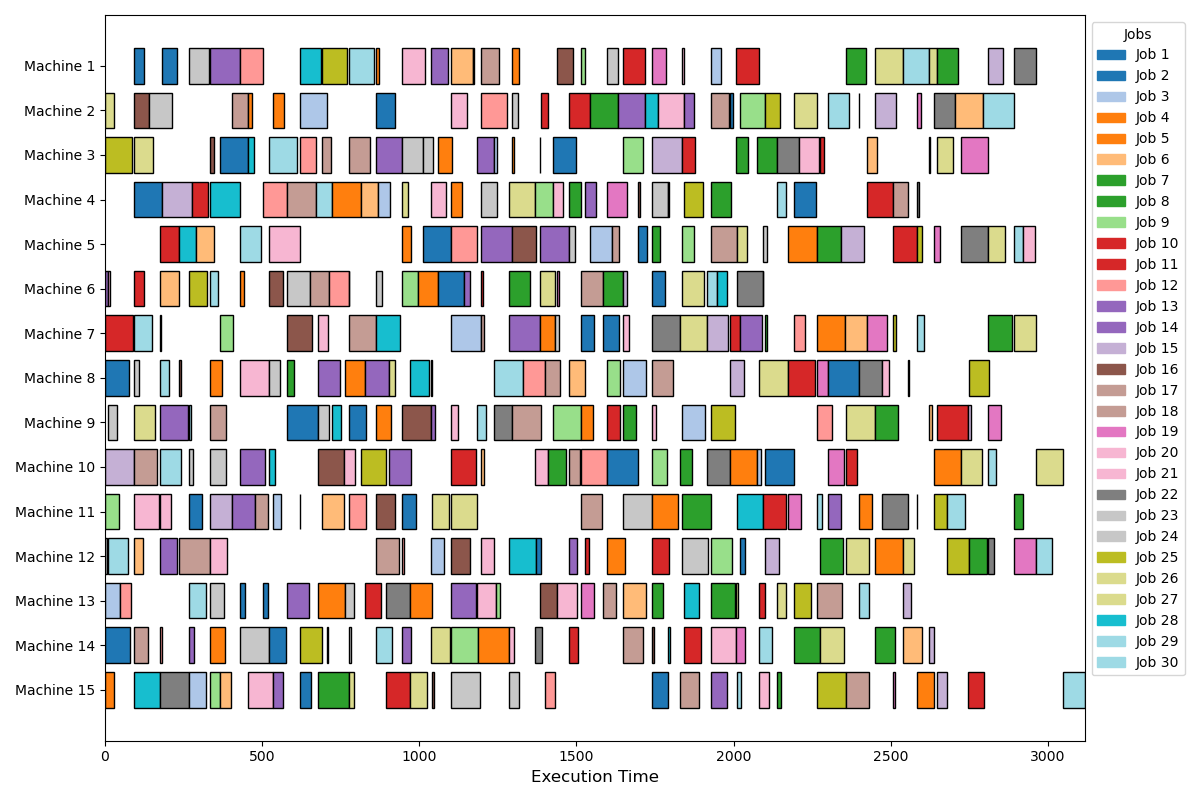 Machine 1
Machine 2
Machine 3
Machine 4
Machine 5
Machine 6
Machine 7
Machine 8
Machine 9
Machine 10
Machine 11
Machine 12
Machine 13
Machine 14
Machine 15
0 500 1000 1500 2000 2500 3000
Execution Time
Jobs
Job 1
Job 2
Job 3
Job 4
Job 5
Job 6
Job 7
Job 8
Job 9
Job 10
Job 11
Job 12
Job 13
Job 14
Job 15
Job 16
Job 17
Job 18
Job 19
Job 20
Job 21
Job 22
Job 23
Job 24
Job 25
Job 26
Job 27
Job 28
Job 29
Job 30